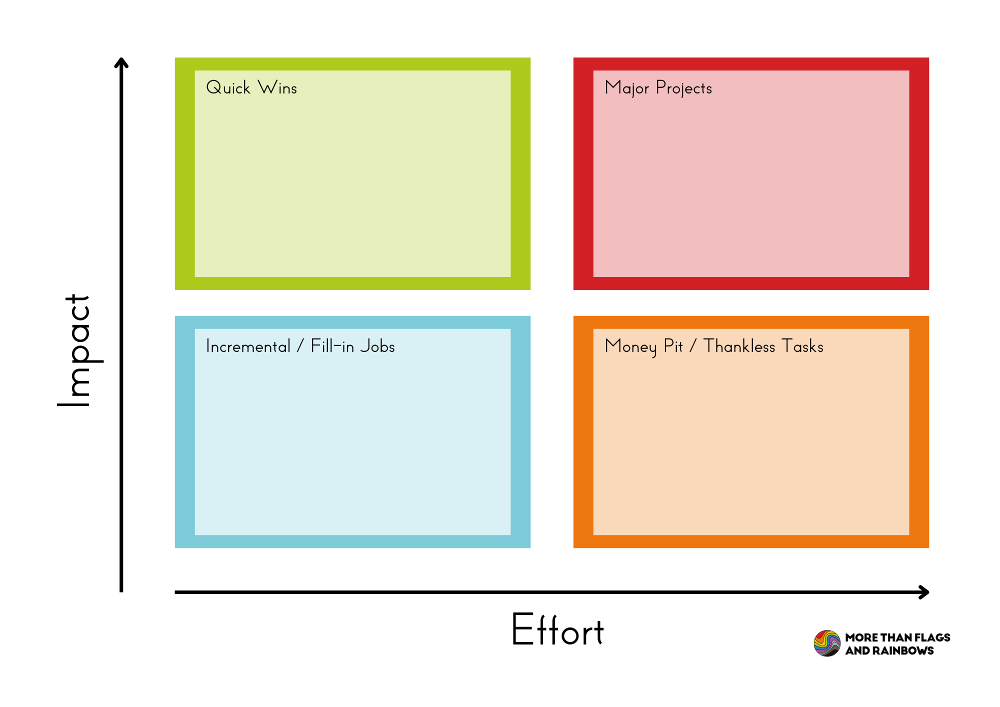 Quick Wins
Major Projects
Impact
Incremental / Fill-in Jobs
Money Pit / Thankless Tasks
Effort
MORE THAN FLAGS
AND RAINBOWS